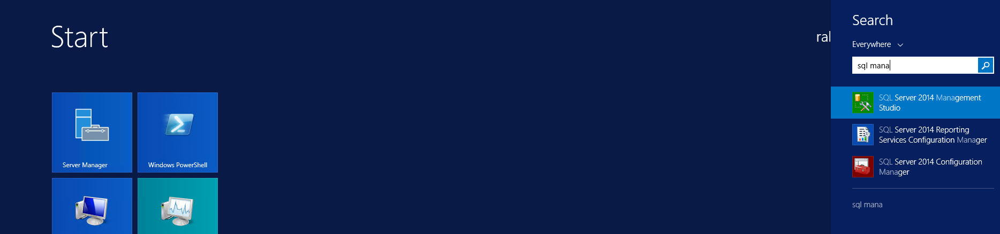 Start
Server Manager
Windows PowerShell
ral
Search
Everywhere
sql mana
SQL Server 2014 Management
Studio
SQL Server 2014 Reporting
Services Configuration Manager
SQL Server 2014 Configuration
Manager
sql mana